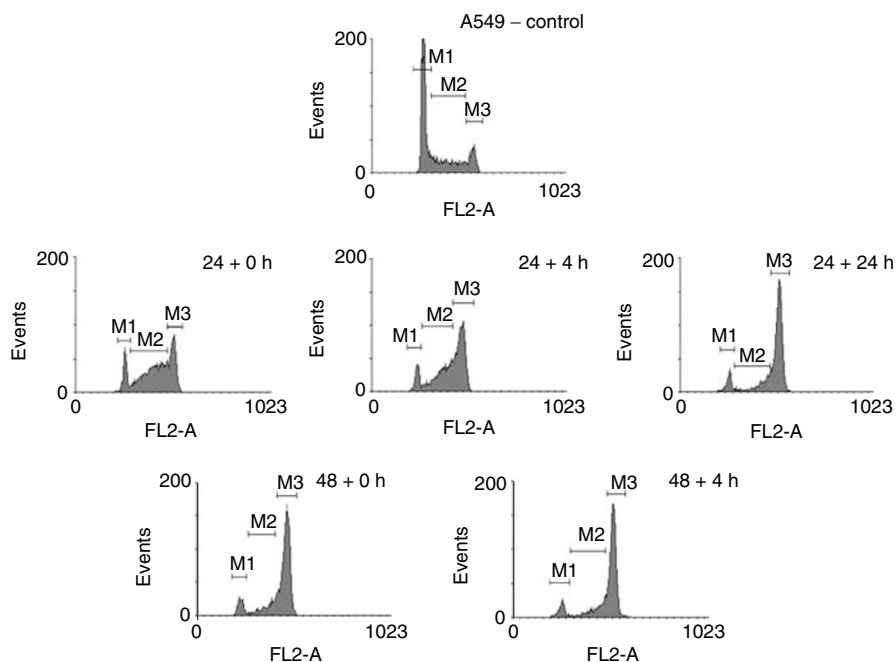 A549 – control
200
M1
M2
M3
Events
0
0
1023
FL2-A
24 + 0 h
200
M1
M2
M3
Events
0
0
1023
FL2-A
24 + 4 h
200
M1
M2
M3
Events
0
0
1023
FL2-A
24 + 24 h
200
M1
M2
M3
Events
0
0
1023
FL2-A
48 + 0 h
200
M1
M2
M3
Events
0
0
1023
FL2-A
48 + 4 h
200
M1
M2
M3
Events
0
0
1023
FL2-A